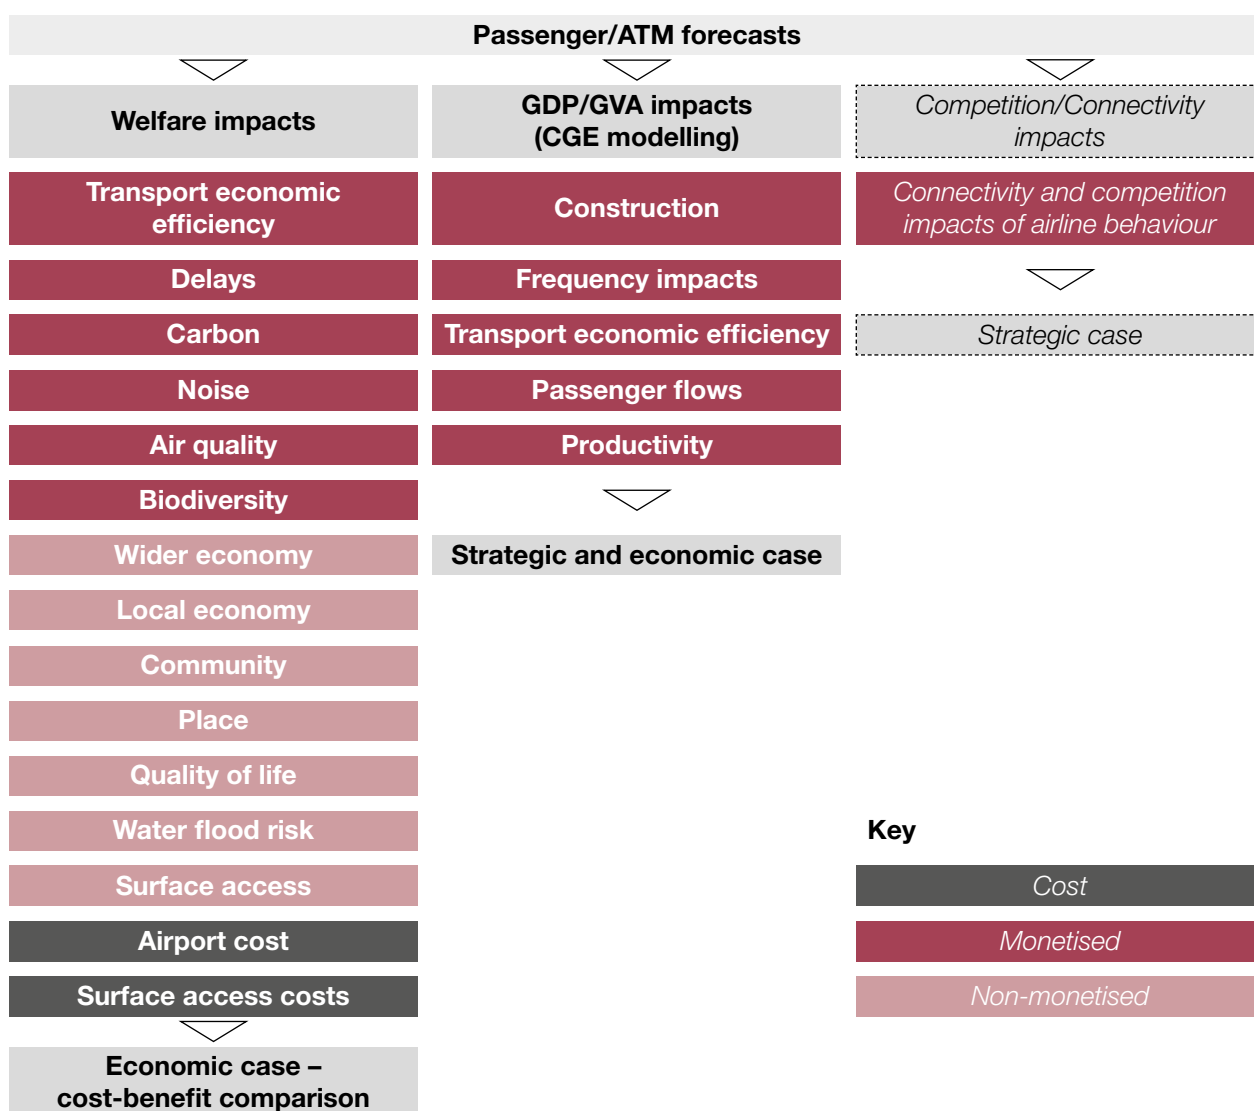 Passenger/ATM forecasts
Welfare impacts
Transport economic
efficiency
Delays
Carbon
Noise
Air quality
Biodiversity
Wider economy
Local economy
Community
Place
Quality of life
Water flood risk
Surface access
Airport cost
Surface access costs
Economic case –
cost-benefit comparison
GDP/GVA impacts
(CGE modelling)
Construction
Frequency impacts
Transport economic efficiency
Passenger flows
Productivity
Strategic and economic case
Competition/Connectivity
impacts
Connectivity and competition
impacts of airline behaviour
Strategic case
Key
Cost
Monetised
Non-monetised